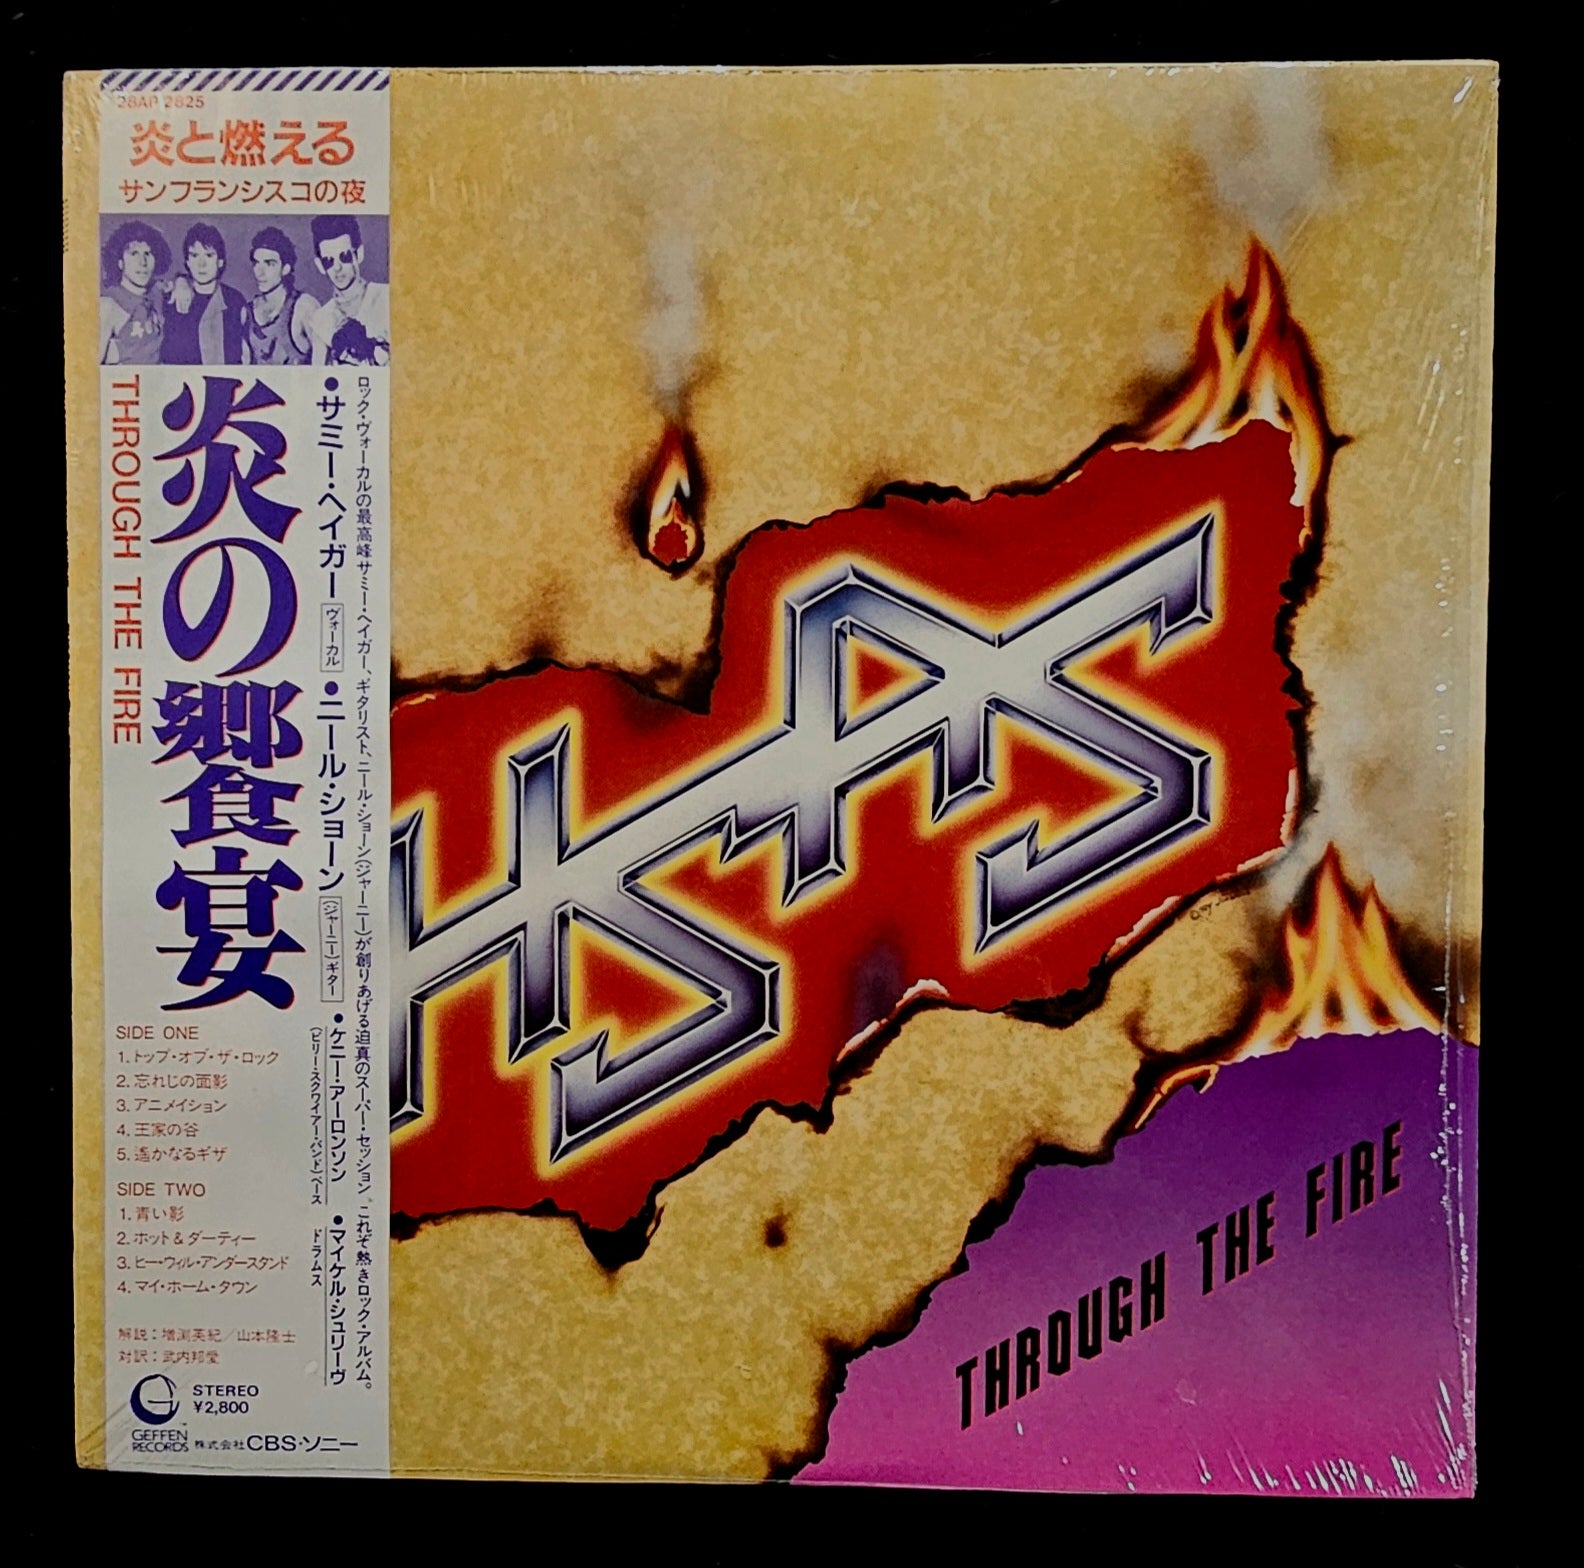 28AP 2825
炎と燃える
サンフランシスコの夜
ロック・ヴォーカルの最高峰サミー・ヘイガー、ギタリスト、ニール・ショーン(ジャーニー)が創りあげる迫真のスーパー・セッション。これぞ熱きロック・アルバム。
●サミー・ヘイガー ヴォーカル ●ニール・ショーン (ジャーニー)ギター ●ケニー・アーロンソン (ビリー・スクワイアー・バンド)ベース ●マイケル・シュリーヴ ドラムス
炎の饗宴
THROUGH THE FIRE
SIDE ONE
1.トップ・オブ・ザ・ロック
2.忘れじの面影
3.アニメイション
4.王家の谷
5.遙かなるギザ
SIDE TWO
1.青い影
2.ホット&ダーティー
3.ヒー・ウィル・アンダースタンド
4.マイ・ホーム・タウン
解説:増渕英紀/山本隆士
対訳:武内邦愛
STEREO
¥2,800
GEFFEN
RECORDS
株式会社CBS・ソニー
HSAS
THROUGH THE FIRE